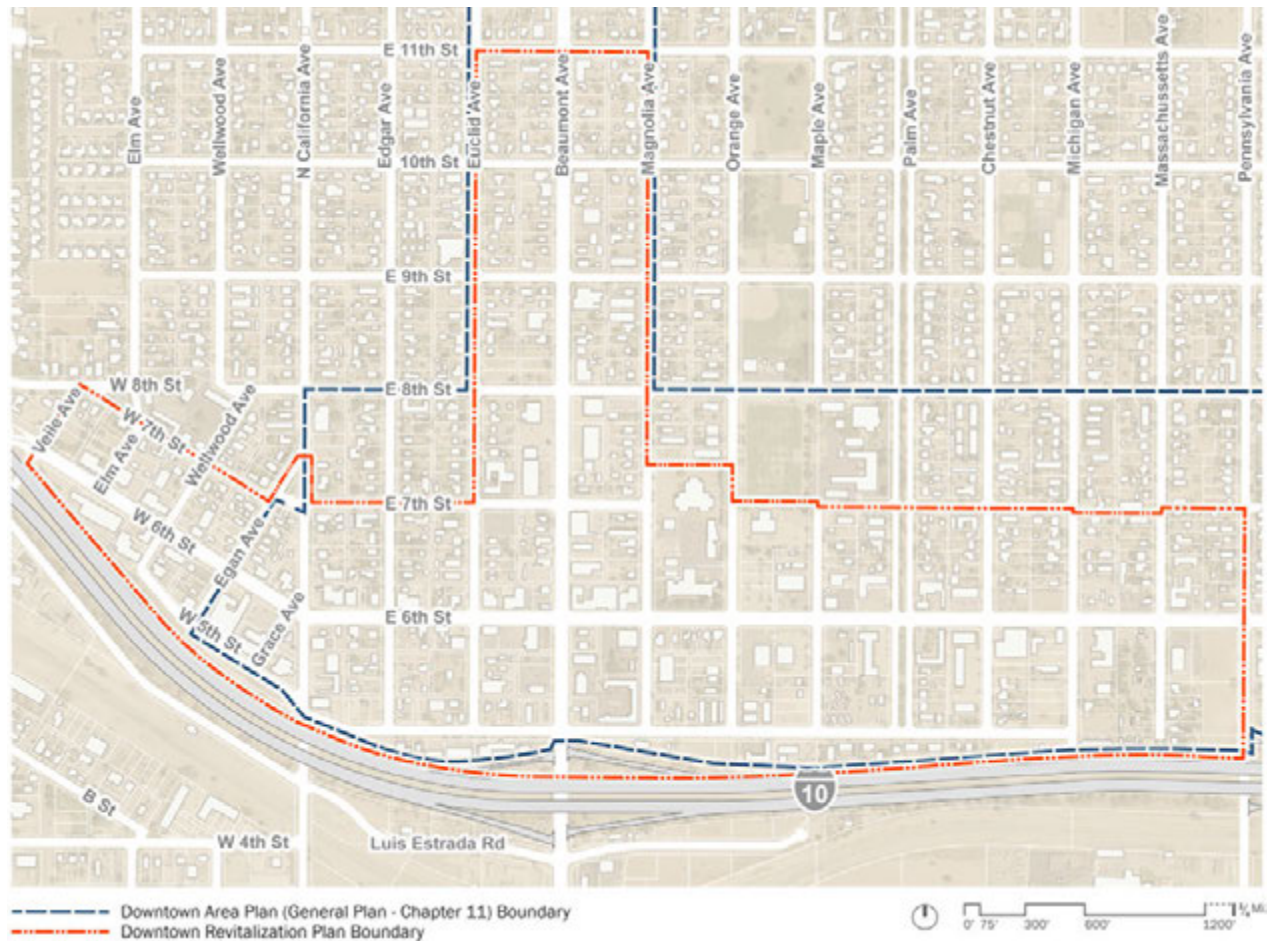 E 11th St
Elm Ave
Wellwood Ave
N California Ave
Edgar Ave
Euclid Ave
Beaumont Ave
Magnolia Ave
Orange Ave
Maple Ave
Palm Ave
Chestnut Ave
Michigan Ave
Massachussetts Ave
Pennsylvania Ave
10th St
E 9th St
W 8th St
E 8th St
Veile Ave
W 7th St
Elm Ave
Wellwood Ave
E 7th St
W 6th St
Egan Ave
E 6th St
W 5th St
Grace Ave
10
B St
W 4th St
Luis Estrada Rd
Downtown Area Plan (General Plan - Chapter 11) Boundary
Downtown Revitalization Plan Boundary
0' 75' 300' 600' 1200' ¼ Mi